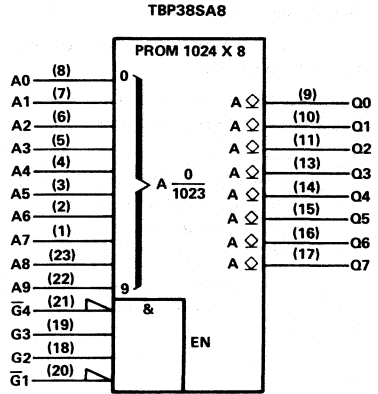 TBP38SA8
PROM 1024 X 8
A0 (8) 0
A1 (7) A (9) Q0
A2 (6) A (10) Q1
A3 (5) A (11) Q2
A4 (4) A (13) Q3
A5 (3) A 0/1023 A (14) Q4
A6 (2) A (15) Q5
A7 (1) A (16) Q6
A8 (23) A (17) Q7
A9 (22) 9
G̅4 (21) &
G3 (19) EN
G2 (18)
G̅1 (20)